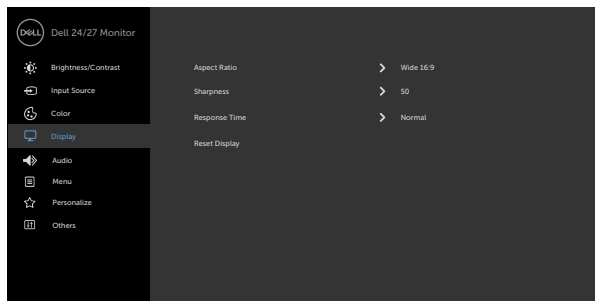 DELL Dell 24/27 Monitor
Brightness/Contrast
Input Source
Color
Display
Audio
Menu
Personalize
Others
Aspect Ratio Wide 16:9
Sharpness 50
Response Time Normal
Reset Display